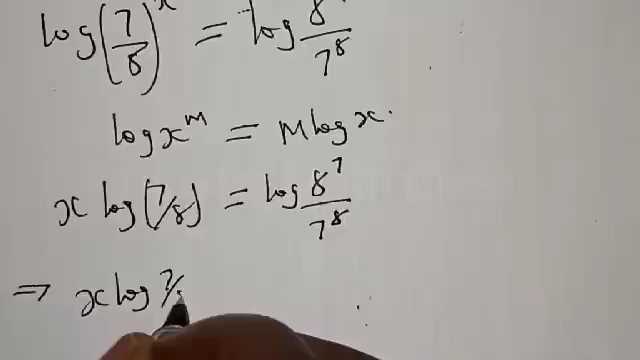 log(7/8)^x = log 8^7/7^8
log x^m = m log x.
x log(7/8) = log 8^7/7^8
⇒ x log 7/